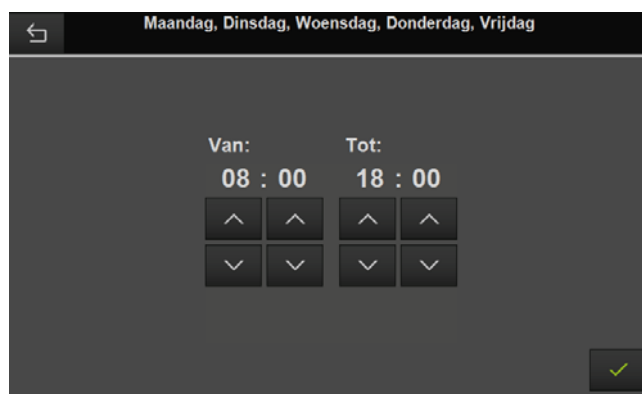 Maandag, Dinsdag, Woensdag, Donderdag, Vrijdag
Van: Tot:
08 : 00 18 : 00